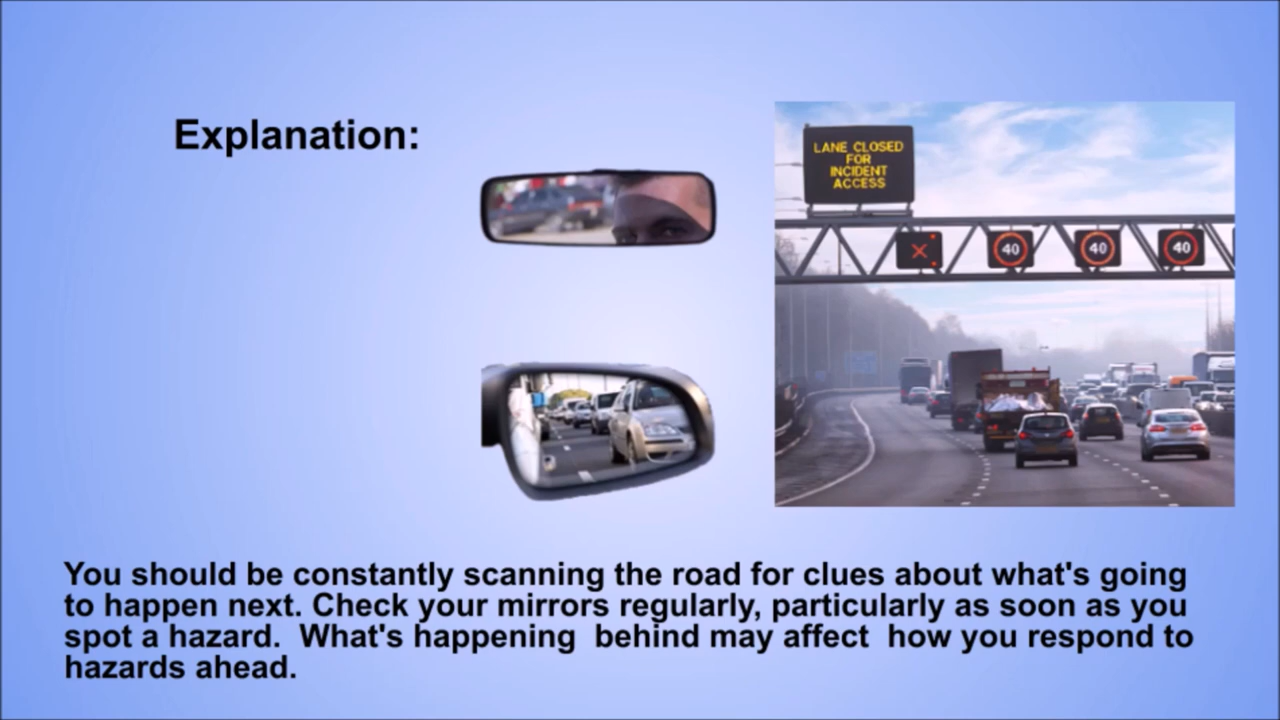 Explanation:
LANE CLOSED
FOR
INCIDENT
ACCESS
40
40
40
You should be constantly scanning the road for clues about what's going
to happen next. Check your mirrors regularly, particularly as soon as you
spot a hazard. What's happening behind may affect how you respond to
hazards ahead.